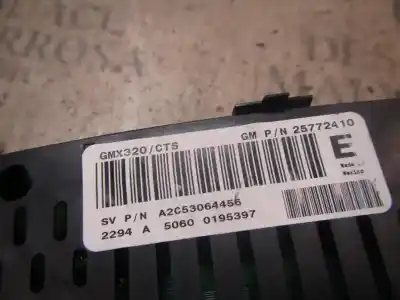 GMX320/CTS GM P/N 25772410
E
Made in
Mexico
SV P/N A2C53064456
2294 A 5060 0195397